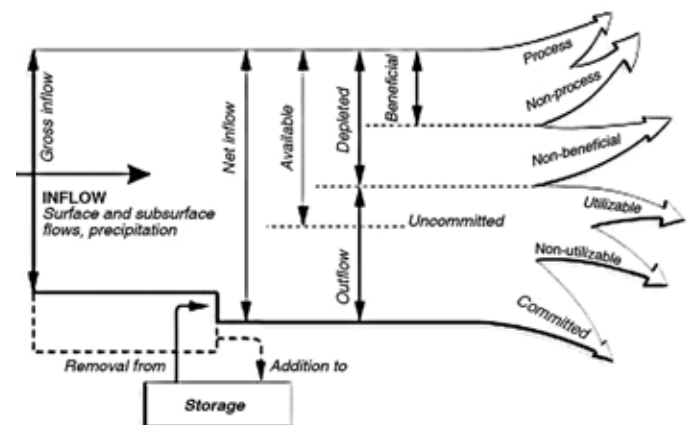 Gross inflow
INFLOW
Surface and subsurface
flows, precipitation
Net inflow
Available
Depleted
Beneficial
Outflow
Uncommitted
Process
Non-process
Non-beneficial
Utilizable
Non-utilizable
Committed
Removal from
Addition to
Storage